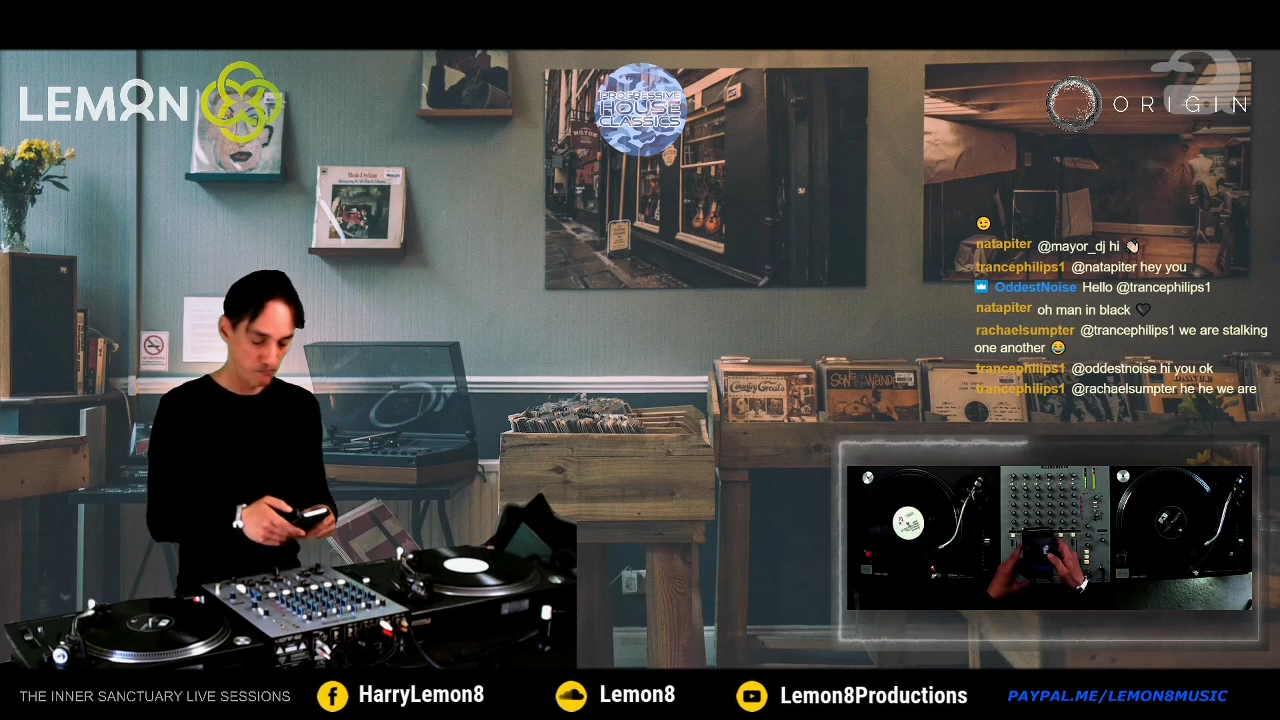 LEMON8
PROGRESSIVE
HOUSE
CLASSICS
ORIGIN
Bob Dylan
natapiter @mayor_dj hi
trancephilips1 @natapiter hey you
OddestNoise Hello @trancephilips1
natapiter oh man in black
rachaelsumpter @trancephilips1 we are stalking
one another
trancephilips1 @oddestnoise hi you ok
trancephilips1 @rachaelsumpter he he we are
Country Greats
THE INNER SANCTUARY LIVE SESSIONS
HarryLemon8
Lemon8
Lemon8Productions
PAYPAL.ME/LEMON8MUSIC